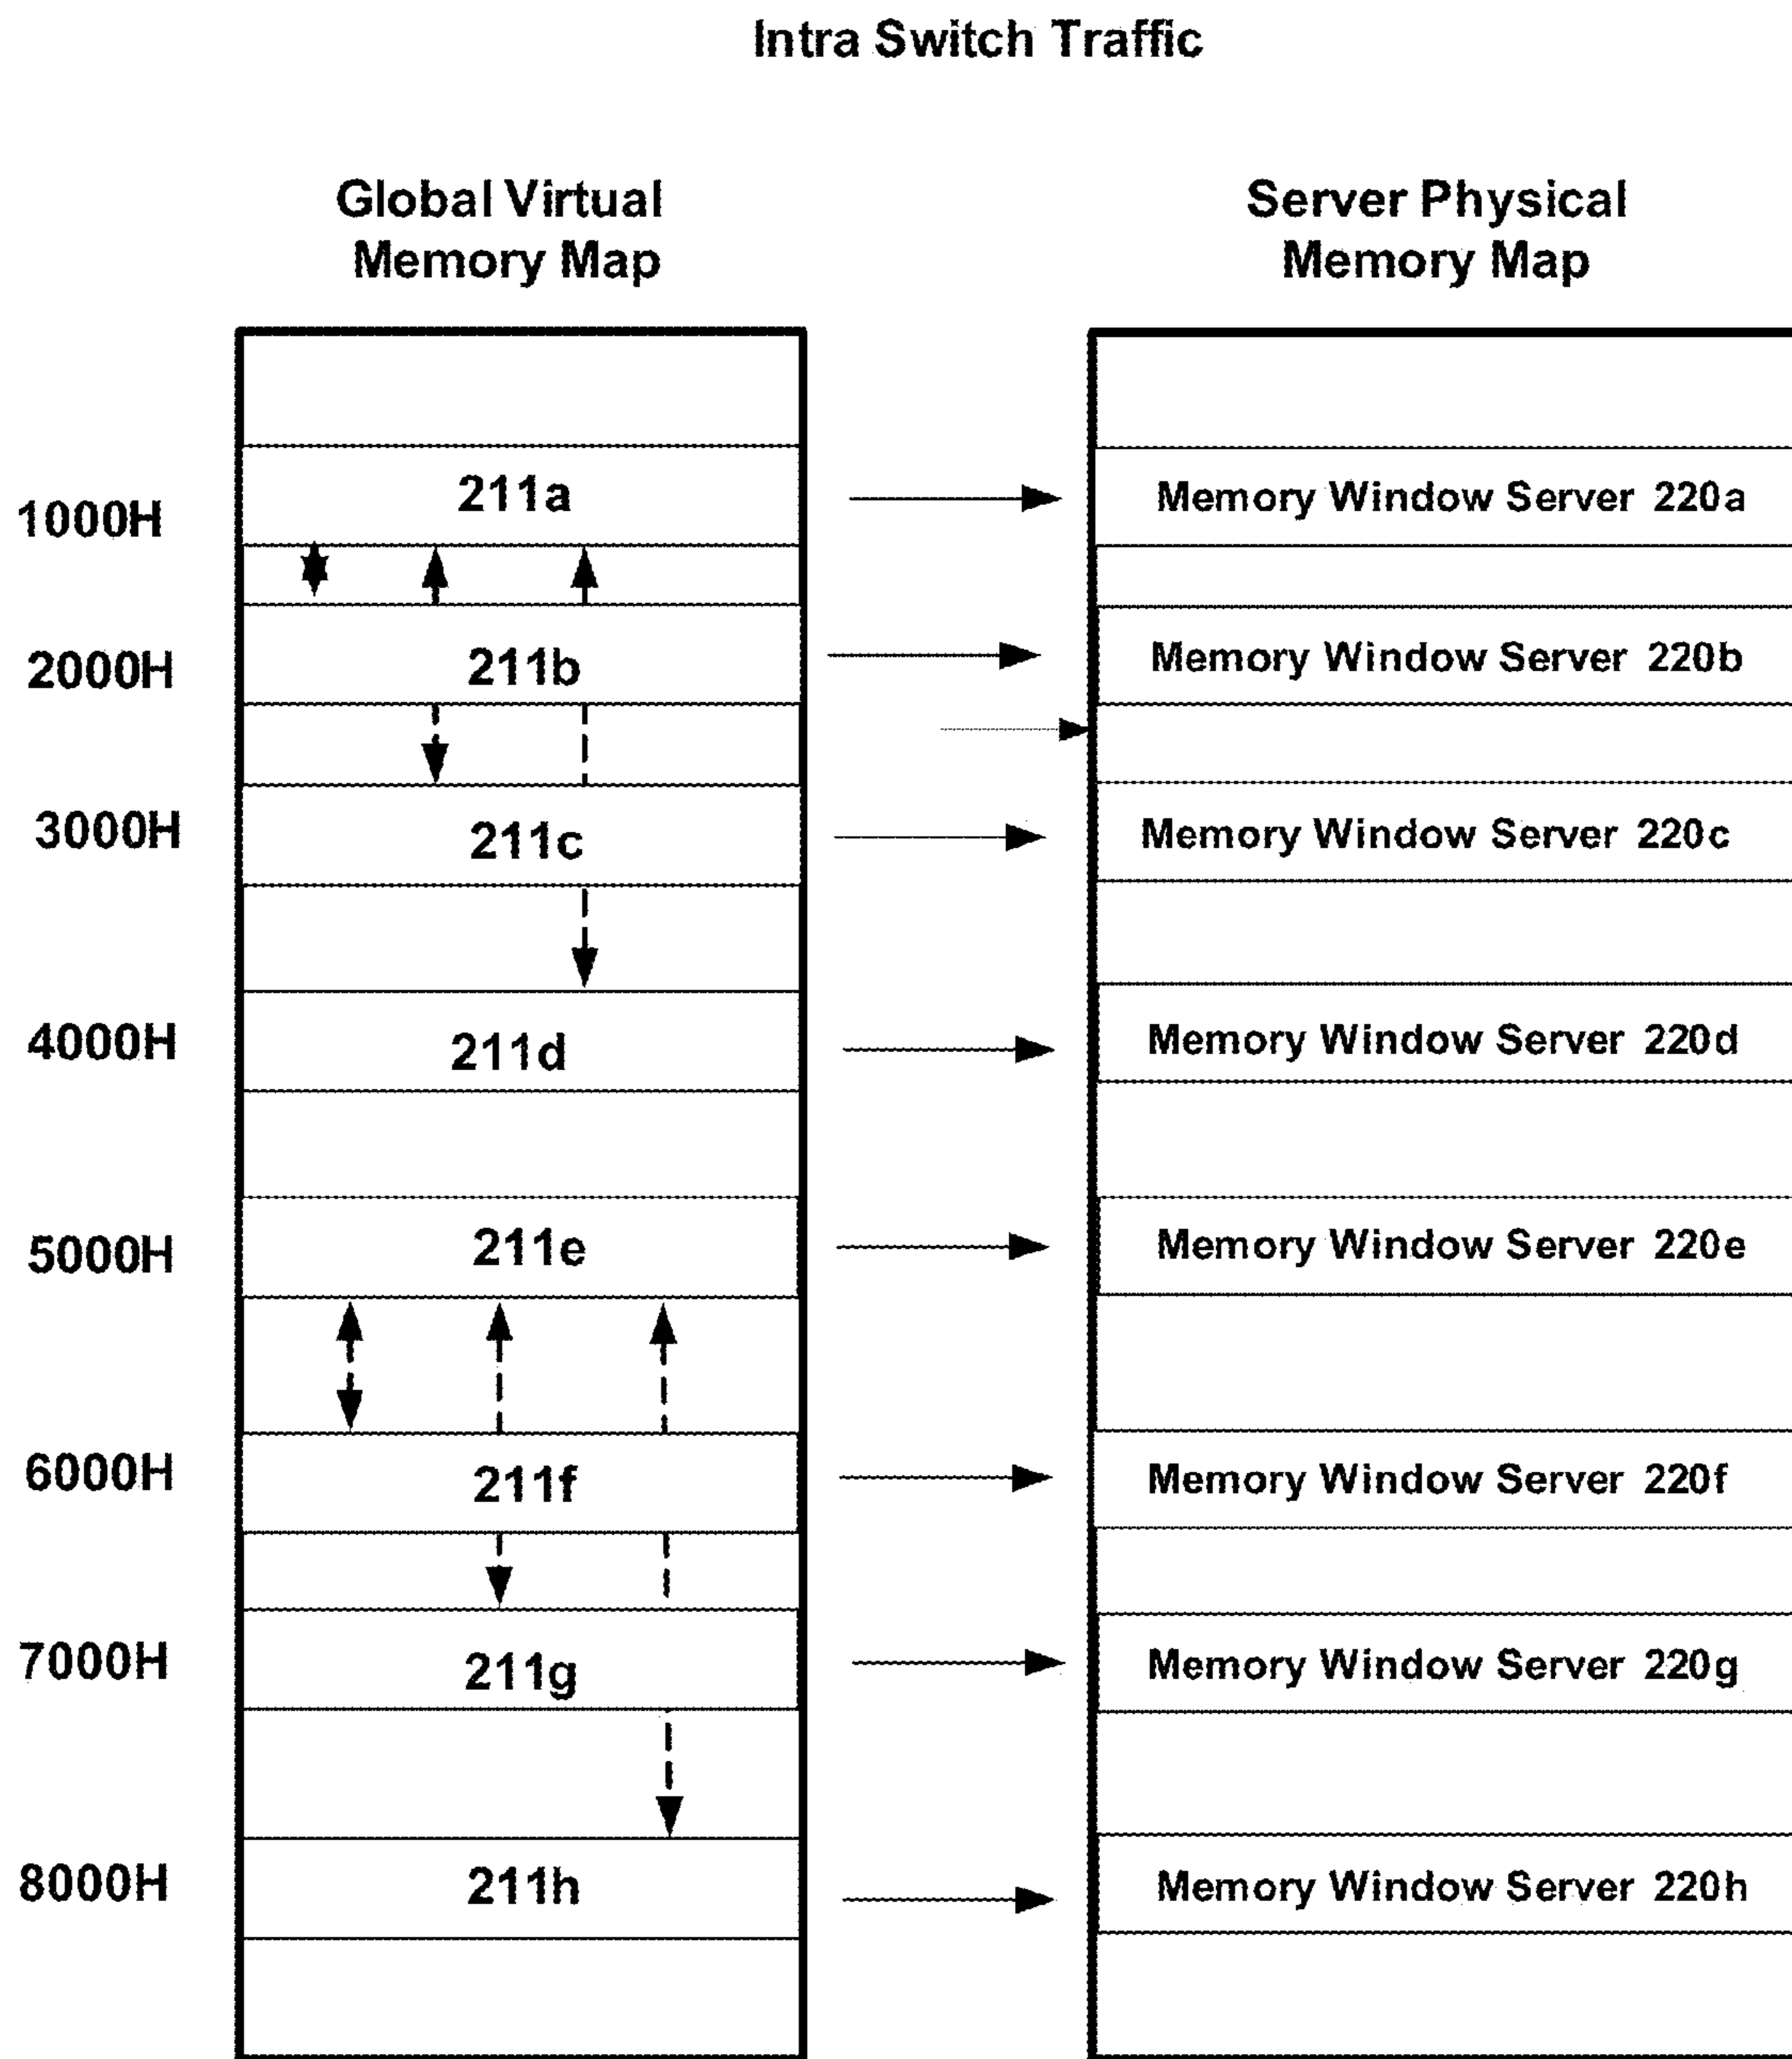 Intra Switch Traffic
Global Virtual
Memory Map
Server Physical
Memory Map
1000H
211a
Memory Window Server 220a
2000H
211b
Memory Window Server 220b
3000H
211c
Memory Window Server 220c
4000H
211d
Memory Window Server 220d
5000H
211e
Memory Window Server 220e
6000H
211f
Memory Window Server 220f
7000H
211g
Memory Window Server 220g
8000H
211h
Memory Window Server 220h